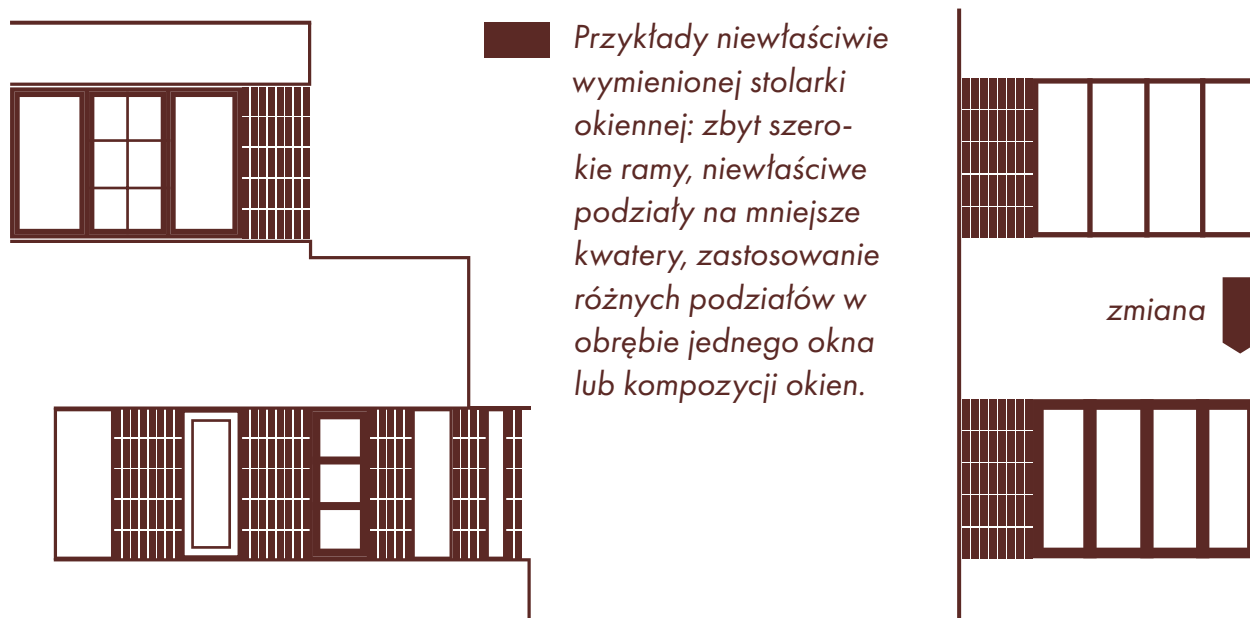 Przykłady niewłaściwie
wymienionej stolarki
okiennej: zbyt szero-
kie ramy, niewłaściwe
podziały na mniejsze
kwatery, zastosowanie
różnych podziałów w
obrębie jednego okna
lub kompozycji okien.
zmiana